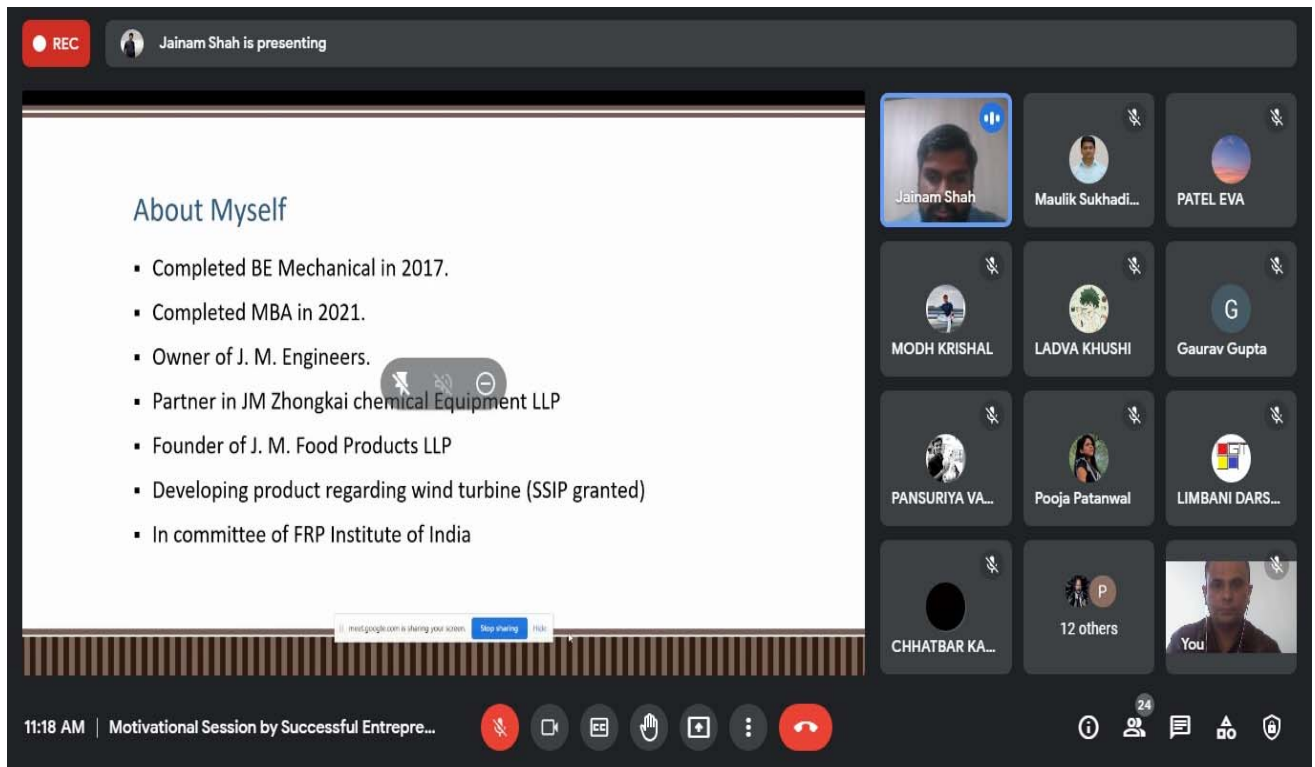 REC
Jainam Shah is presenting
About Myself
▪ Completed BE Mechanical in 2017.
▪ Completed MBA in 2021.
▪ Owner of J. M. Engineers.
▪ Partner in JM Zhongkai chemical Equipment LLP
▪ Founder of J. M. Food Products LLP
▪ Developing product regarding wind turbine (SSIP granted)
▪ In committee of FRP Institute of India
meet.google.com is sharing your screen. Stop sharing Hide
Jainam Shah
Maulik Sukhadi...
PATEL EVA
MODH KRISHAL
LADVA KHUSHI
G
Gaurav Gupta
PANSURIYA VA...
Pooja Patanwal
GIT
LIMBANI DARS...
CHHATBAR KA...
P
12 others
You
11:18 AM | Motivational Session by Successful Entrepre...
CC
24